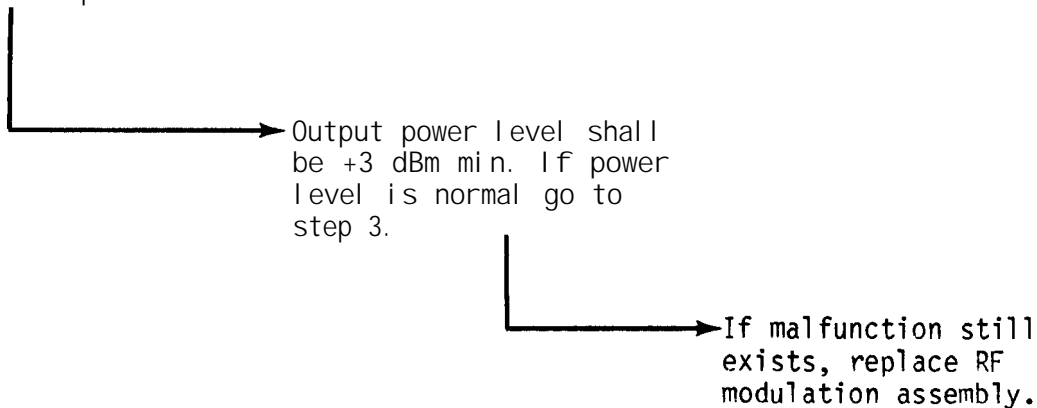 Output power level shall
be +3 dBm min. If power
level is normal go to
step 3.
If malfunction still
exists, replace RF
modulation assembly.